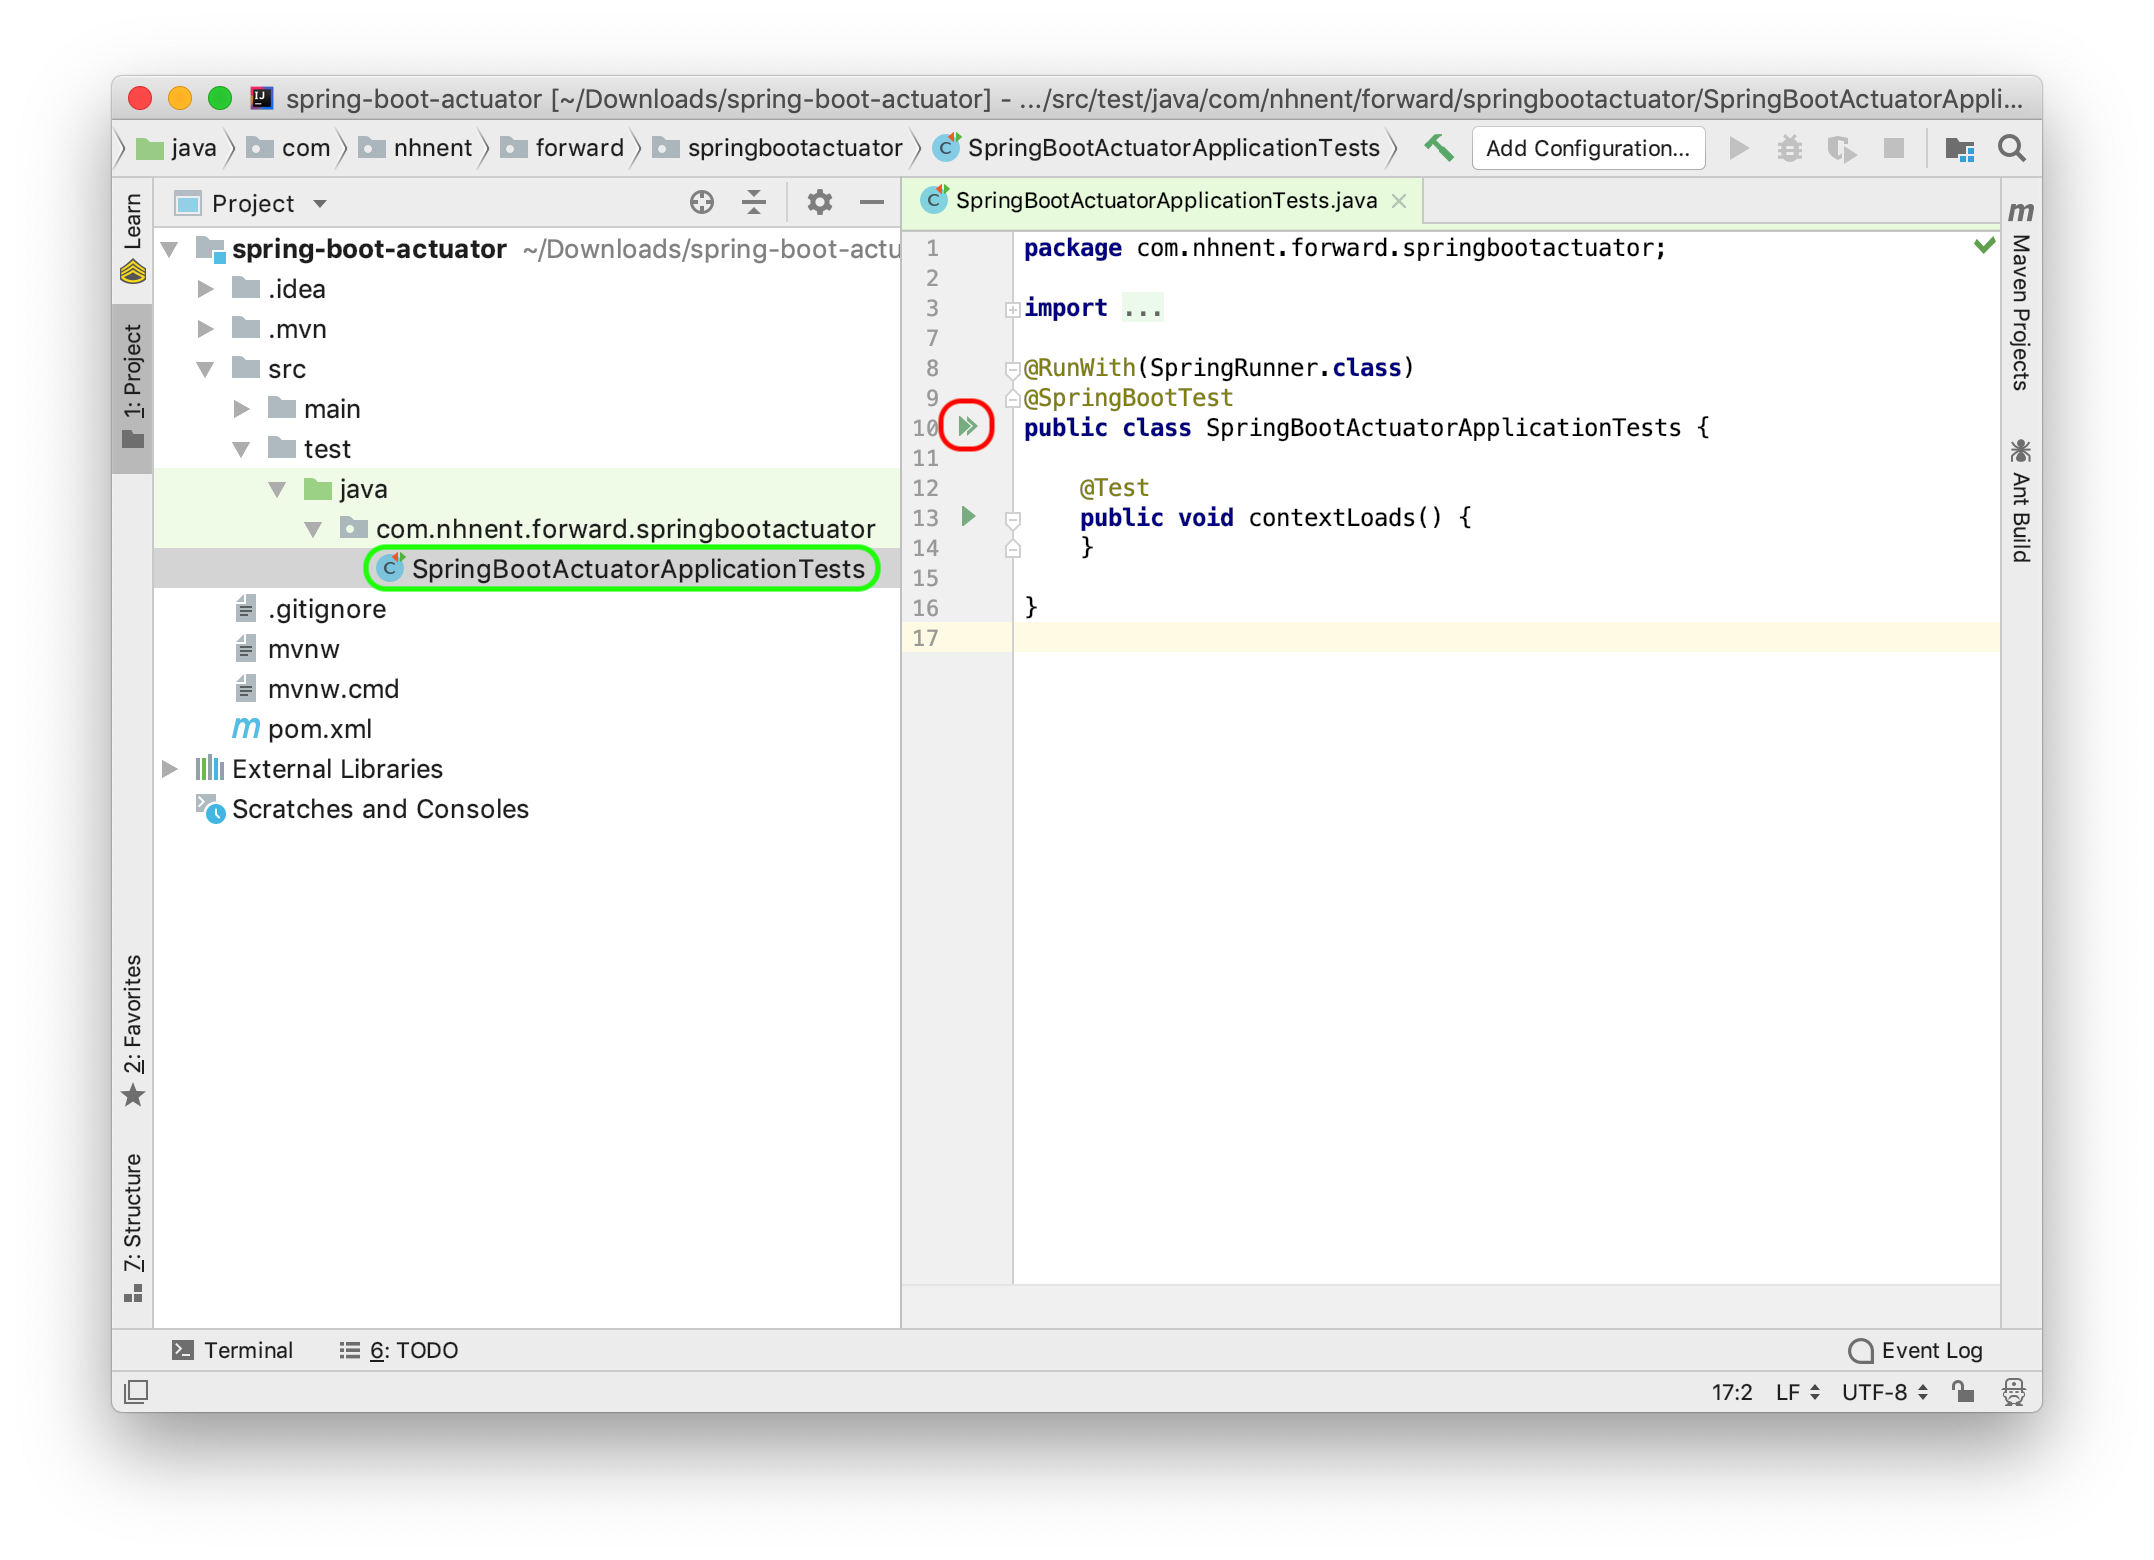 spring-boot-actuator [~/Downloads/spring-boot-actuator] - .../src/test/java/com/nhnent/forward/springbootactuator/SpringBootActuatorAppli...
java com nhnent forward springbootactuator SpringBootActuatorApplicationTests Add Configuration...
Learn
1: Project
2: Favorites
7: Structure
Project
spring-boot-actuator ~/Downloads/spring-boot-actu
.idea
.mvn
src
main
test
java
com.nhnent.forward.springbootactuator
SpringBootActuatorApplicationTests
.gitignore
mvnw
mvnw.cmd
pom.xml
External Libraries
Scratches and Consoles
SpringBootActuatorApplicationTests.java
1 package com.nhnent.forward.springbootactuator;
2
3 import ...
7
8 @RunWith(SpringRunner.class)
9 @SpringBootTest
10 public class SpringBootActuatorApplicationTests {
11
12 @Test
13 public void contextLoads() {
14 }
15
16 }
17
Maven Projects
Ant Build
Terminal 6: TODO Event Log
17:2 LF UTF-8